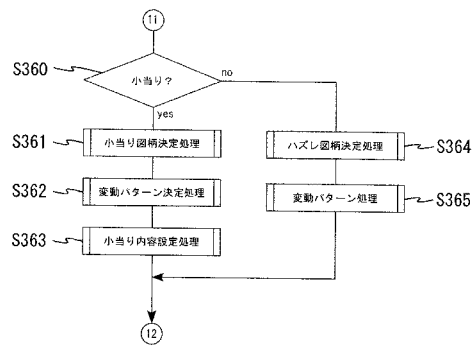 11
S360
小当り?
no
yes
S361
小当り図柄決定処理
ハズレ図柄決定処理
S364
S362
変動パターン決定処理
変動パターン処理
S365
S363
小当り内容設定処理
12